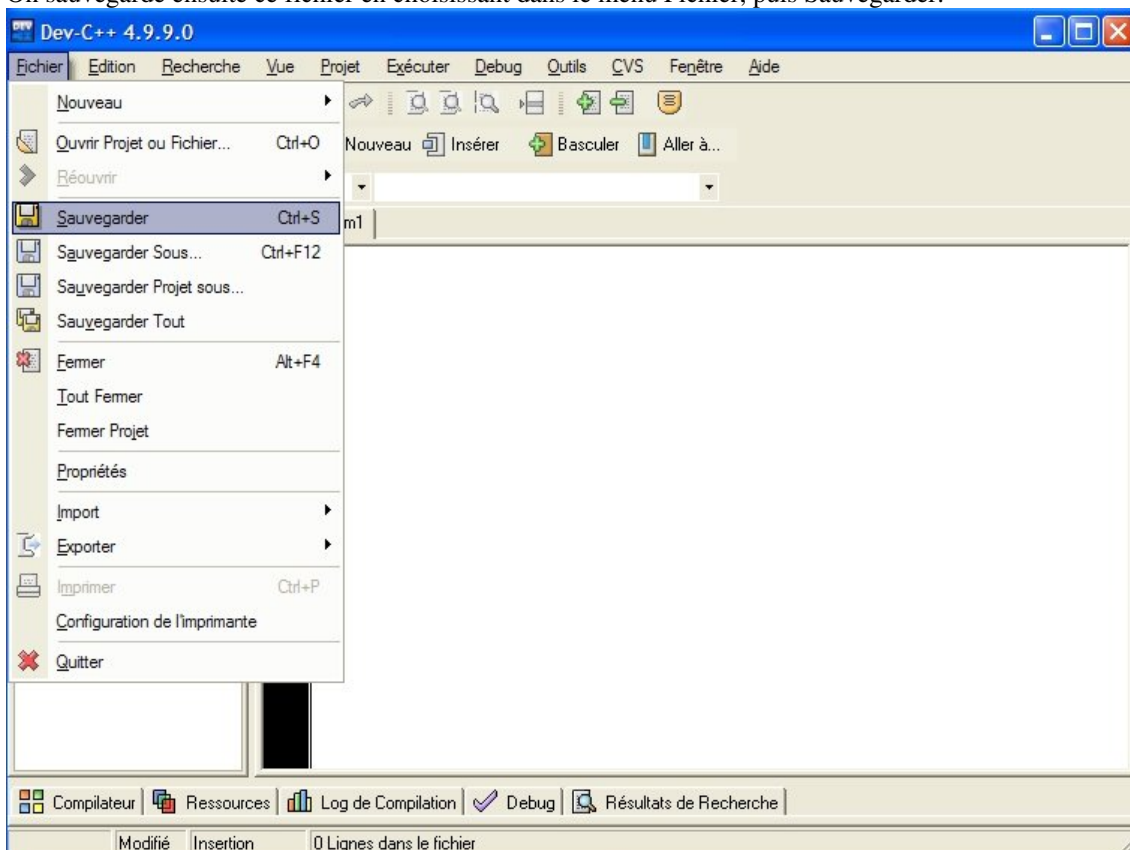 On sauvegarde ensuite ce fichier en choisissant dans le menu Fichier, puis Sauvegarder.
Dev-C++ 4.9.9.0
Fichier Edition Recherche Vue Projet Exécuter Debug Outils CVS Fenêtre Aide
Nouveau
Ouvrir Projet ou Fichier... Ctrl+O
Nouveau Insérer Basculer Aller à...
Réouvrir
Sauvegarder Ctrl+S
m1
Sauvegarder Sous... Ctrl+F12
Sauvegarder Projet sous...
Sauvegarder Tout
Fermer Alt+F4
Tout Fermer
Fermer Projet
Propriétés
Import
Exporter
Imprimer Ctrl+P
Configuration de l'imprimante
Quitter
Compilateur Ressources Log de Compilation Debug Résultats de Recherche
Modifié Insertion 0 Lignes dans le fichier